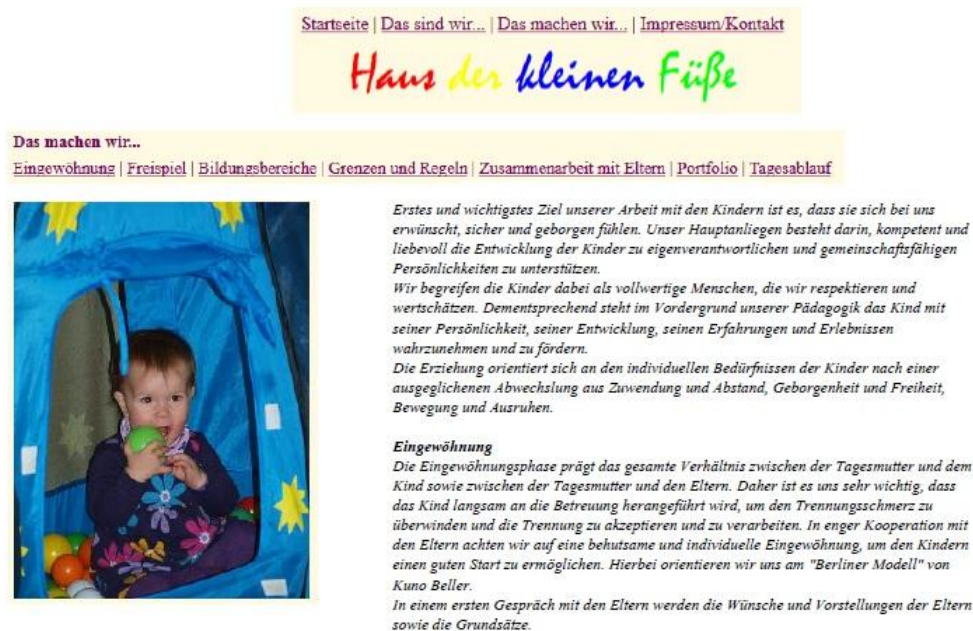 Startseite | Das sind wir... | Das machen wir... | Impressum/Kontakt
Haus der kleinen Füße
Das machen wir...
Eingewöhnung | Freispiel | Bildungsbereiche | Grenzen und Regeln | Zusammenarbeit mit Eltern | Portfolio | Tagesablauf
Erstes und wichtigstes Ziel unserer Arbeit mit den Kindern ist es, dass sie sich bei uns
erwünscht, sicher und geborgen fühlen. Unser Hauptanliegen besteht darin, kompetent und
liebevoll die Entwicklung der Kinder zu eigenverantwortlichen und gemeinschaftsfähigen
Persönlichkeiten zu unterstützen.
Wir begreifen die Kinder dabei als vollwertige Menschen, die wir respektieren und
wertschätzen. Dementsprechend steht im Vordergrund unserer Pädagogik das Kind mit
seiner Persönlichkeit, seiner Entwicklung, seinen Erfahrungen und Erlebnissen
wahrzunehmen und zu fördern.
Die Erziehung orientiert sich an den individuellen Bedürfnissen der Kinder nach einer
ausgeglichenen Abwechslung aus Zuwendung und Abstand, Geborgenheit und Freiheit,
Bewegung und Ausruhen.
Eingewöhnung
Die Eingewöhnungsphase prägt das gesamte Verhältnis zwischen der Tagesmutter und dem
Kind sowie zwischen der Tagesmutter und den Eltern. Daher ist es uns sehr wichtig, dass
das Kind langsam an die Betreuung herangeführt wird, um den Trennungsschmerz zu
überwinden und die Trennung zu akzeptieren und zu verarbeiten. In enger Kooperation mit
den Eltern achten wir auf eine behutsame und individuelle Eingewöhnung, um den Kindern
einen guten Start zu ermöglichen. Hierbei orientieren wir uns am "Berliner Modell" von
Kuno Beller.
In einem ersten Gespräch mit den Eltern werden die Wünsche und Vorstellungen der Eltern
sowie die Grundsätze.